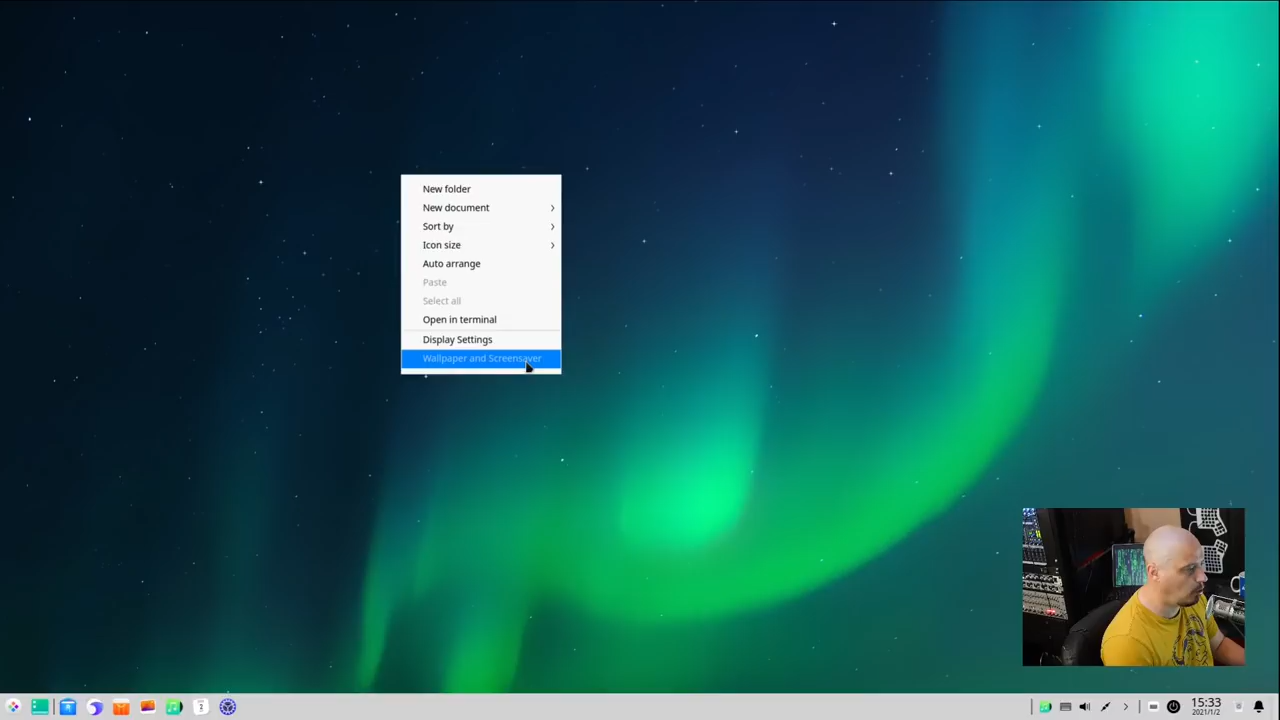 New folder
New document
Sort by
Icon size
Auto arrange
Paste
Select all
Open in terminal
Display Settings
Wallpaper and Screensaver
15:33
2021/1/2